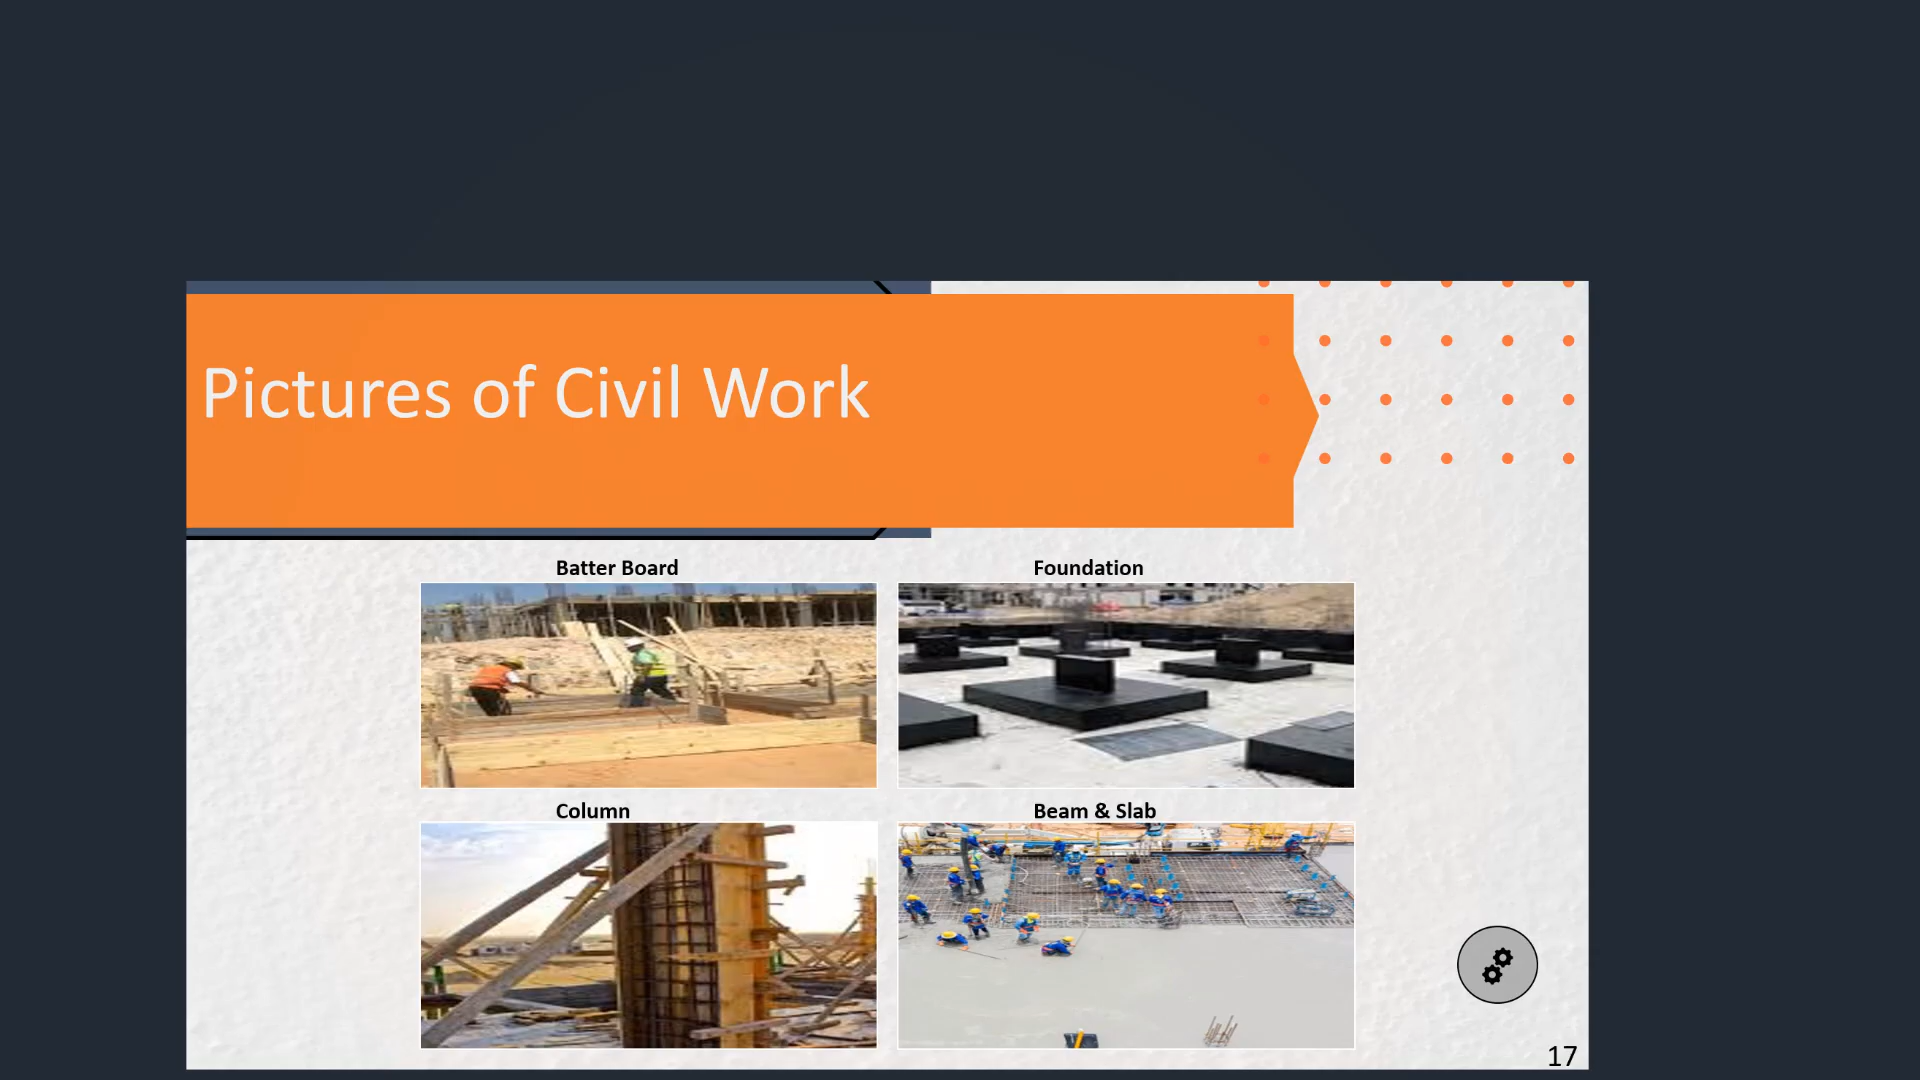 Pictures of Civil Work
Batter Board
Foundation
Column
Beam & Slab
17